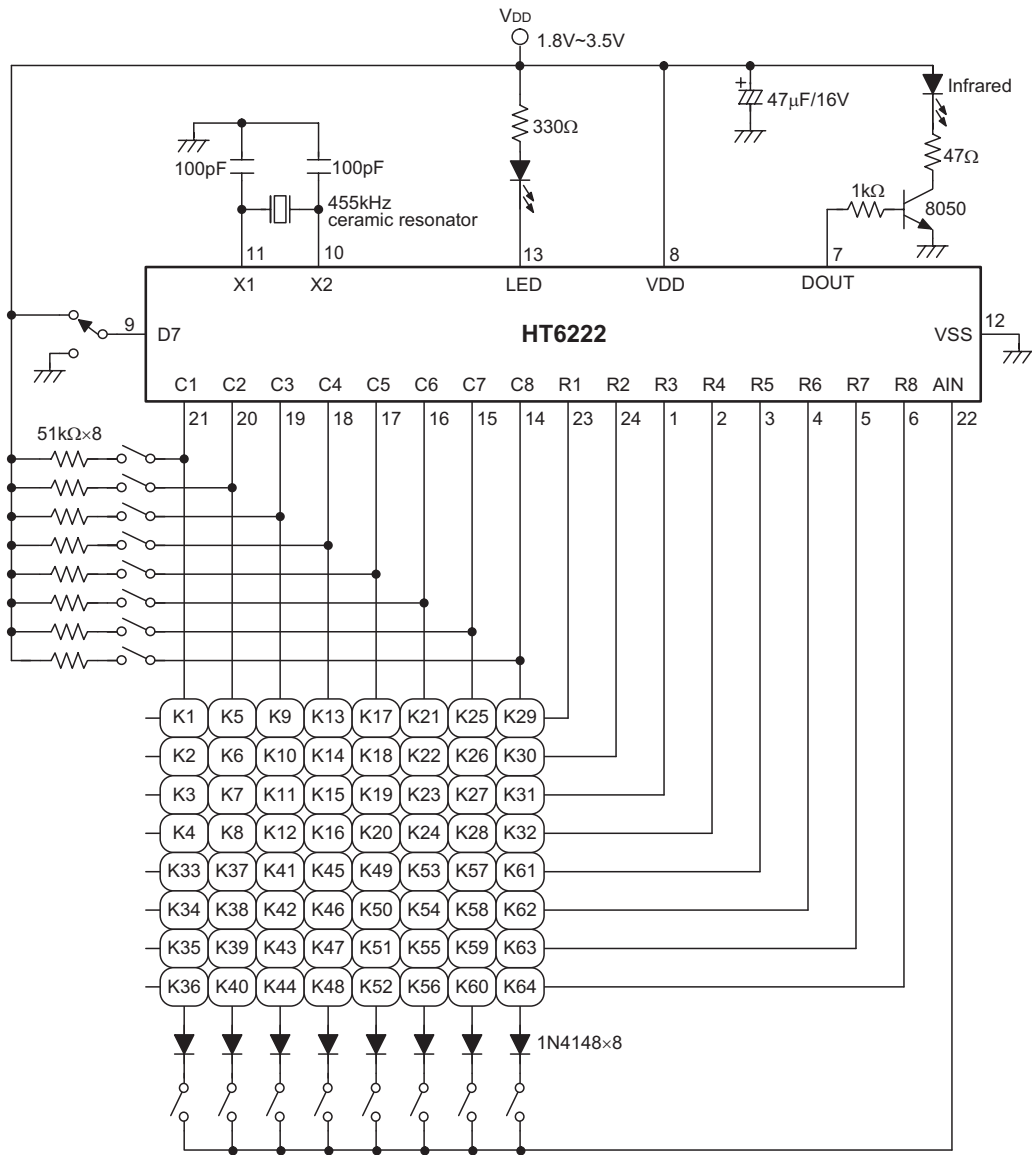 VDD
1.8V~3.5V
Infrared
47µF/16V
330Ω
47Ω
100pF
100pF
1kΩ
8050
455kHz
ceramic resonator
11
10
13
8
7
X1
X2
LED
VDD
DOUT
9
D7
HT6222
VSS
12
C1 C2 C3 C4 C5 C6 C7 C8 R1 R2 R3 R4 R5 R6 R7 R8 AIN
21 20 19 18 17 16 15 14 23 24 1 2 3 4 5 6 22
51kΩ×8
K1 K5 K9 K13 K17 K21 K25 K29
K2 K6 K10 K14 K18 K22 K26 K30
K3 K7 K11 K15 K19 K23 K27 K31
K4 K8 K12 K16 K20 K24 K28 K32
K33 K37 K41 K45 K49 K53 K57 K61
K34 K38 K42 K46 K50 K54 K58 K62
K35 K39 K43 K47 K51 K55 K59 K63
K36 K40 K44 K48 K52 K56 K60 K64
1N4148×8